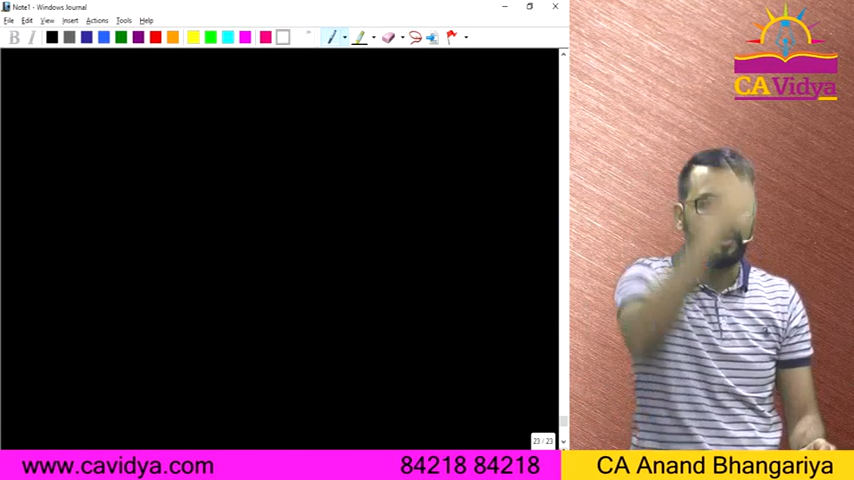 Note1 - Windows Journal
File Edit View Insert Actions Tools Help
B I
CA Vidya
23 / 23
www.cavidya.com 84218 84218 CA Anand Bhangariya